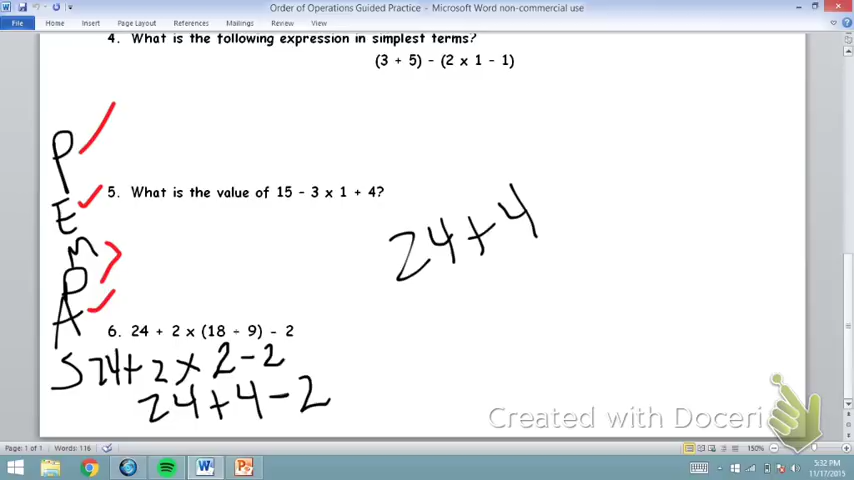 Order of Operations Guided Practice - Microsoft Word non-commercial use
File Home Insert Page Layout References Mailings Review View
4. What is the following expression in simplest terms?
(3 + 5) - (2 x 1 - 1)
P
E
M
D
A
S
5. What is the value of 15 - 3 x 1 + 4?
24+4
6. 24 + 2 x (18 ÷ 9) - 2
24+2x2-2
24+4-2
Created with Doceri
Page: 1 of 1 Words: 116 150%
5:32 PM
11/17/2015